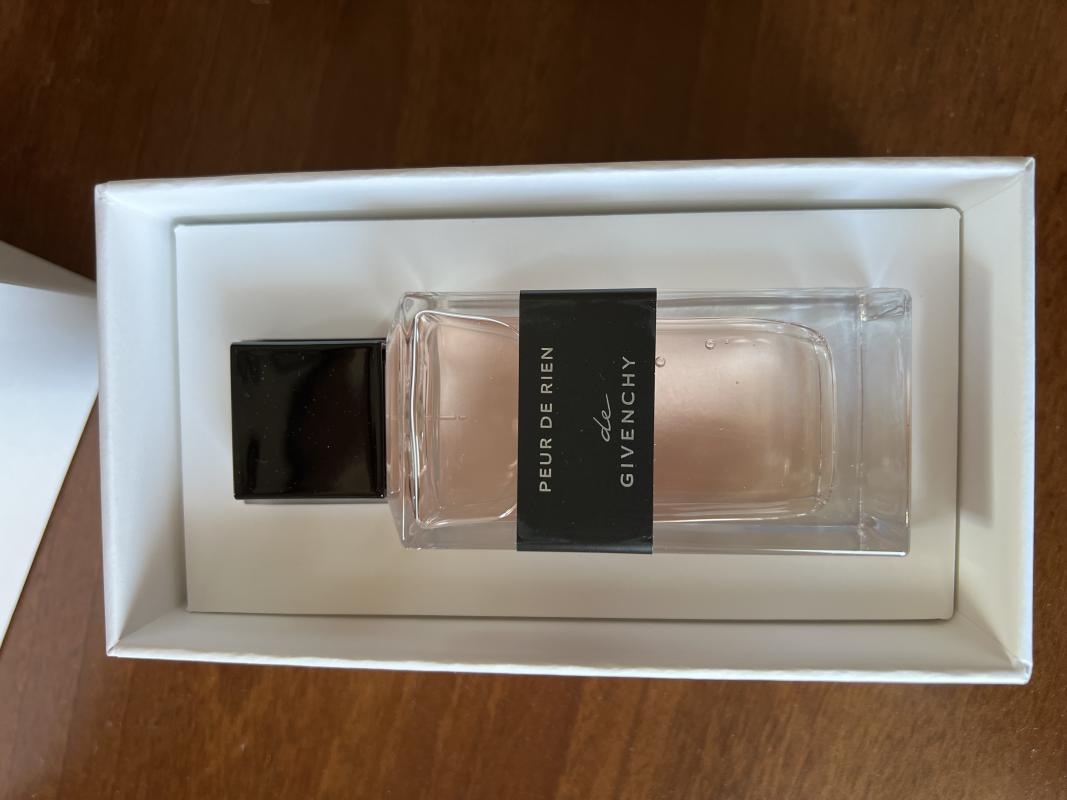 PEUR DE RIEN
de
GIVENCHY